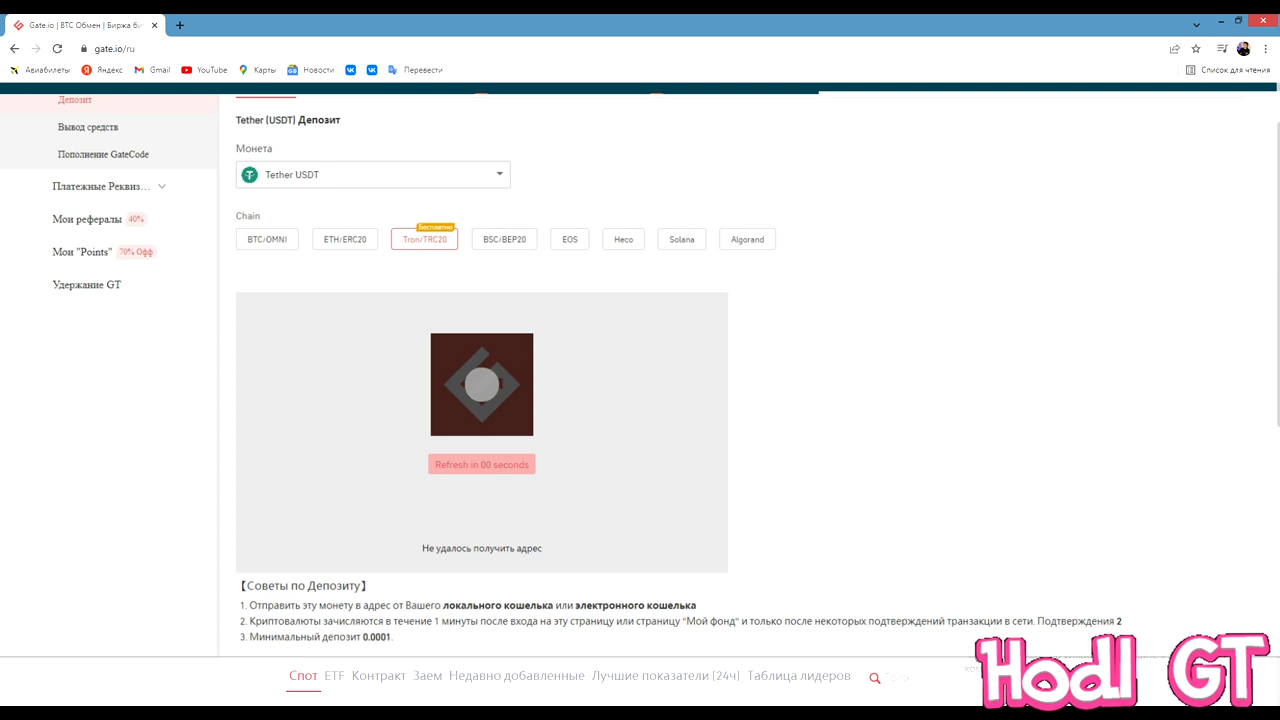 Gate.io | BTC Обмен | Биржа би
gate.io/ru
Авиабилеты Яндекс Gmail YouTube Карты Новости Перевести Список для чтения
Депозит
Вывод средств
Пополнение GateCode
Платежные Реквиз...
Мои рефералы 40%
Мои "Points" 70% Офф
Удержание GT
Tether (USDT) Депозит
Монета
Tether USDT
Chain
Бесплатно
BTC/OMNI ETH/ERC20 Tron/TRC20 BSC/BEP20 EOS Heco Solana Algorand
Refresh in 00 seconds
Не удалось получить адрес
【Советы по Депозиту】
1. Отправить эту монету в адрес от Вашего локального кошелька или электронного кошелька
2. Криптовалюты зачисляются в течение 1 минуты после входа на эту страницу или страницу "Мой фонд" и только после некоторых подтверждений транзакции в сети. Подтверждения 2
3. Минимальный депозит 0.0001.
Спот ETF Контракт Заем Недавно добавленные Лучшие показатели (24ч) Таблица лидеров
Hodl GT